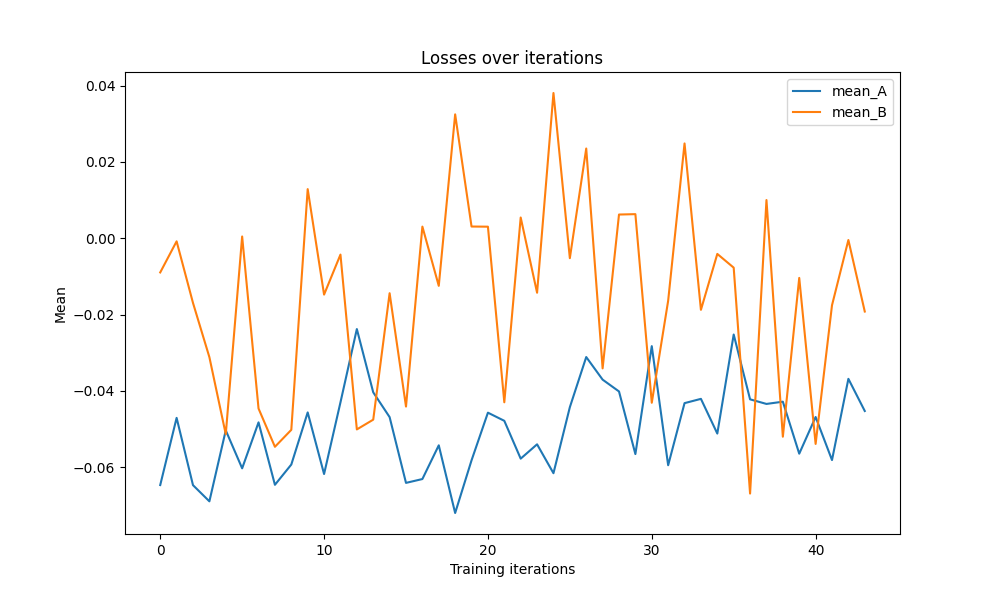 Losses over iterations
mean_A
mean_B
Mean
0.04
0.02
0.00
−0.02
−0.04
−0.06
0 10 20 30 40
Training iterations